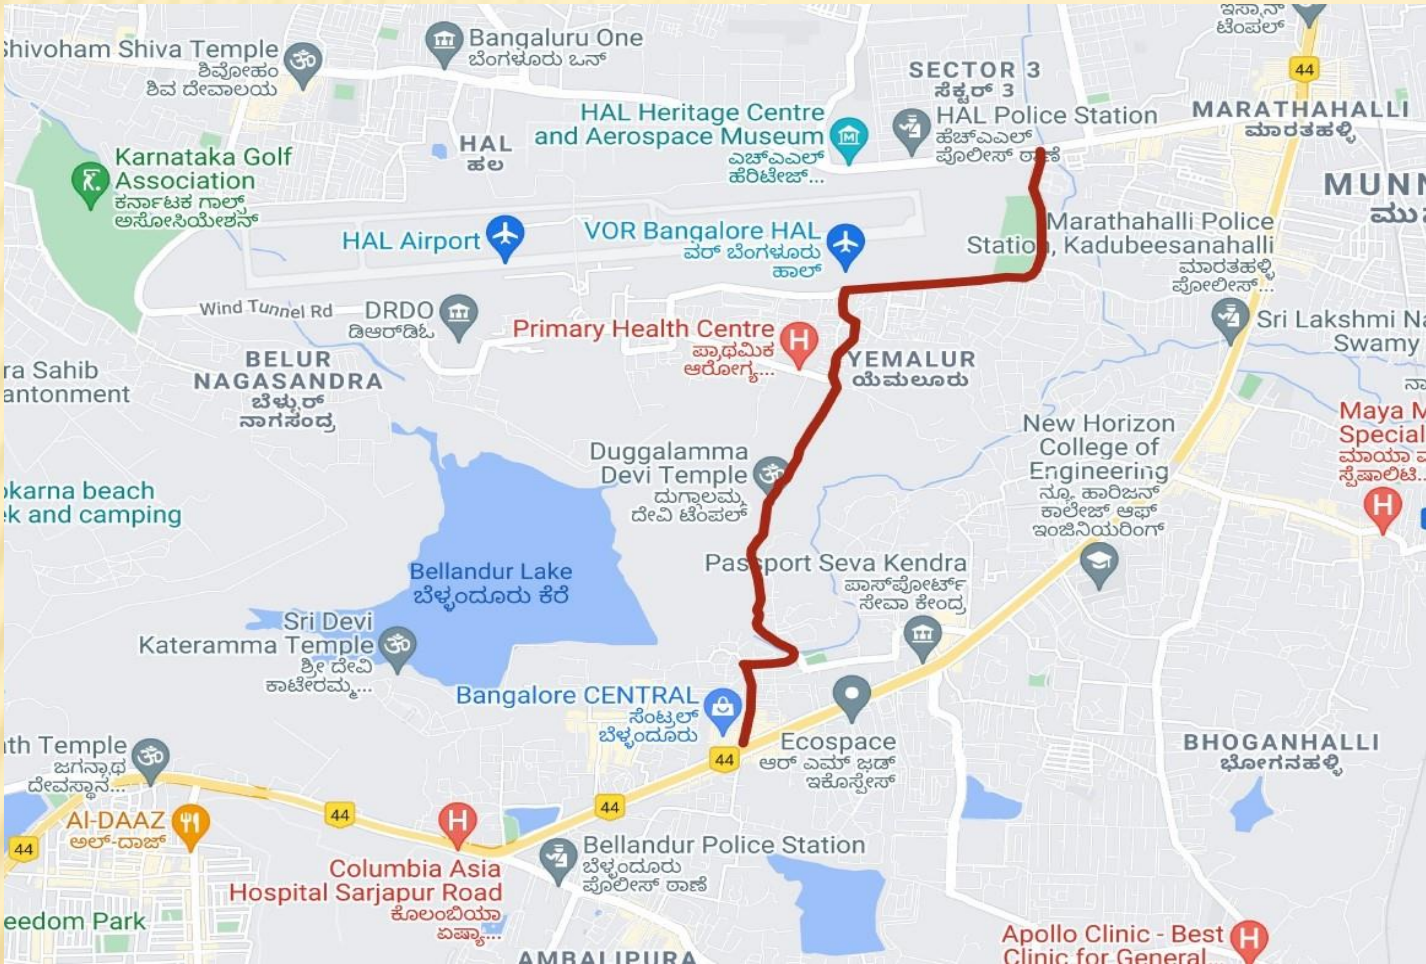 ಇಸ್ಕಾನ್
ಟೆಂಪಲ್
Shivoham Shiva Temple
ಶಿವೋಹಂ
ಶಿವ ದೇವಾಲಯ
Bangaluru One
ಬೆಂಗಳೂರು ಒನ್
SECTOR 3
ಸೆಕ್ಟರ್ 3
44
MARATHAHALLI
ಮಾರತಹಳ್ಳಿ
HAL Heritage Centre
and Aerospace Museum
ಎಚ್ಎಎಲ್
ಹೆರಿಟೇಜ್...
HAL Police Station
ಹೆಚ್ಎಎಲ್
ಪೊಲೀಸ್ ಠಾಣೆ
HAL
ಹಲ
Karnataka Golf
Association
ಕರ್ನಾಟಕ ಗಾಲ್ಫ್
ಅಸೋಸಿಯೇಶನ್
MUNN
HAL Airport
VOR Bangalore HAL
ವರ್ ಬೆಂಗಳೂರು
ಹಾಲ್
Marathahalli Police
Station, Kadubeesanahalli
ಮಾರತಹಳ್ಳಿ
ಪೋಲೀಸ್...
Wind Tunnel Rd
DRDO
ಡಿಆರ್‌ಡಿಓ
Primary Health Centre
ಪ್ರಾಥಮಿಕ
ಆರೋಗ್ಯ...
Sri Lakshmi Na
Swamy
BELUR
NAGASANDRA
ಬೆಳ್ಳುರ್
ನಾಗಸಂದ್ರ
YEMALUR
ಯೆಮಲೂರು
ra Sahib
antonment
Maya M
Special
ಮಾಯಾ
ಸ್ಪೆಷಾಲಿಟಿ...
New Horizon
College of
Engineering
ನ್ಯೂ ಹಾರಿಜನ್
ಕಾಲೇಜ್ ಆಫ್
ಇಂಜಿನಿಯರಿಂಗ್
Duggalamma
Devi Temple
ದುಗ್ಗಾಲಮ್ಮ
ದೇವಿ ಟೆಂಪಲ್
okarna beach
ek and camping
Bellandur Lake
ಬೆಳ್ಳಂದೂರು ಕೆರೆ
Passport Seva Kendra
ಪಾಸ್‌ಪೋರ್ಟ್
ಸೇವಾ ಕೇಂದ್ರ
Sri Devi
Kateramma Temple
ಶ್ರೀ ದೇವಿ
ಕಾಟೇರಮ್ಮ...
Bangalore CENTRAL
ಸೆಂಟ್ರಲ್
ಬೆಳ್ಳಂದೂರು
44
Ecospace
ಆರ್ ಎಮ್ ಜಡ್
ಇಕೊಸ್ಪೇಸ್
BHOGANHALLI
ಭೋಗನಹಳ್ಳಿ
ath Temple
ಜಗನ್ನಾಥ
ದೇವಸ್ಥಾನ...
44
44
44
Al-DAAZ
ಅಲ್-ದಾಜ್
Columbia Asia
Hospital Sarjapur Road
ಕೊಲಂಬಿಯಾ
ಏಷ್ಯಾ...
Bellandur Police Station
ಬೆಳ್ಳಂದೂರು
ಪೊಲೀಸ್ ಠಾಣೆ
eedom Park
AMBALIPURA
Apollo Clinic - Best
Clinic for General...